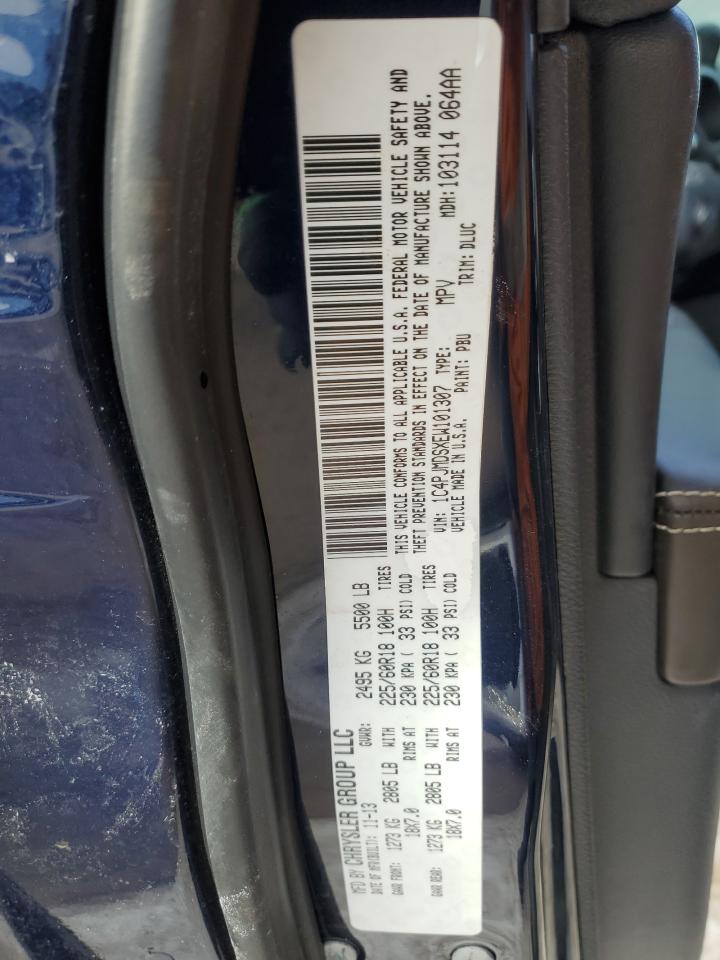 MFD BY CHRYSLER GROUP LLC
DATE OF MFR(BUILT): 11-13 GVWR: 2495 KG 5500 LB
GAWR FRONT: 1273 KG 2805 LB WITH 225/60R18 100H TIRES
18X7.0 RIMS AT 230 KPA ( 33 PSI) COLD
GAWR REAR: 1273 KG 2805 LB WITH 225/60R18 100H TIRES
18X7.0 RIMS AT 230 KPA ( 33 PSI) COLD
THIS VEHICLE CONFORMS TO ALL APPLICABLE U.S.A. FEDERAL MOTOR VEHICLE SAFETY AND
THEFT PREVENTION STANDARDS IN EFFECT ON THE DATE OF MANUFACTURE SHOWN ABOVE.
VIN: 1C4PJMDSXEW101307 TYPE: MPV MDH:103114 064AA
VEHICLE MADE IN U.S.A. PAINT: PBU TRIM: DLUC